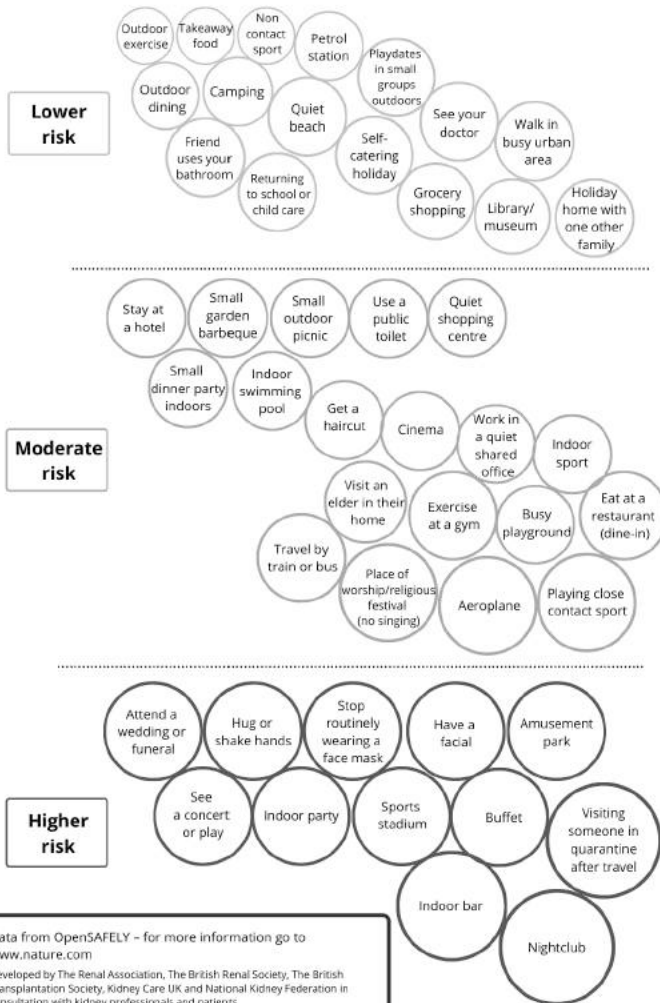 Outdoor
exercise
Takeaway
food
Non
contact
sport
Petrol
station
Playdates
in small
groups
outdoors
Outdoor
dining
Camping
Quiet
beach
See your
doctor
Walk in
busy urban
area
Lower
risk
Friend
uses your
bathroom
Self-
catering
holiday
Returning
to school or
child care
Grocery
shopping
Library/
museum
Holiday
home with
one other
family
Stay at
a hotel
Small
garden
barbeque
Small
outdoor
picnic
Use a
public
toilet
Quiet
shopping
centre
Small
dinner party
indoors
Indoor
swimming
pool
Get a
haircut
Cinema
Work in
a quiet
shared
office
Indoor
sport
Moderate
risk
Visit an
elder in their
home
Exercise
at a gym
Busy
playground
Eat at a
restaurant
(dine-in)
Travel by
train or bus
Place of
worship/religious
festival
(no singing)
Aeroplane
Playing close
contact sport
Attend a
wedding or
funeral
Hug or
shake hands
Stop
routinely
wearing a
face mask
Have a
facial
Amusement
park
Higher
risk
See
a concert
or play
Indoor party
Sports
stadium
Buffet
Visiting
someone in
quarantine
after travel
Indoor bar
Nightclub
ata from OpenSAFELY – for more information go to
www.nature.com
eveloped by The Renal Association, The British Renal Society, The British
ransplantation Society, Kidney Care UK and National Kidney Federation in
onsultation with kidney professionals and patients